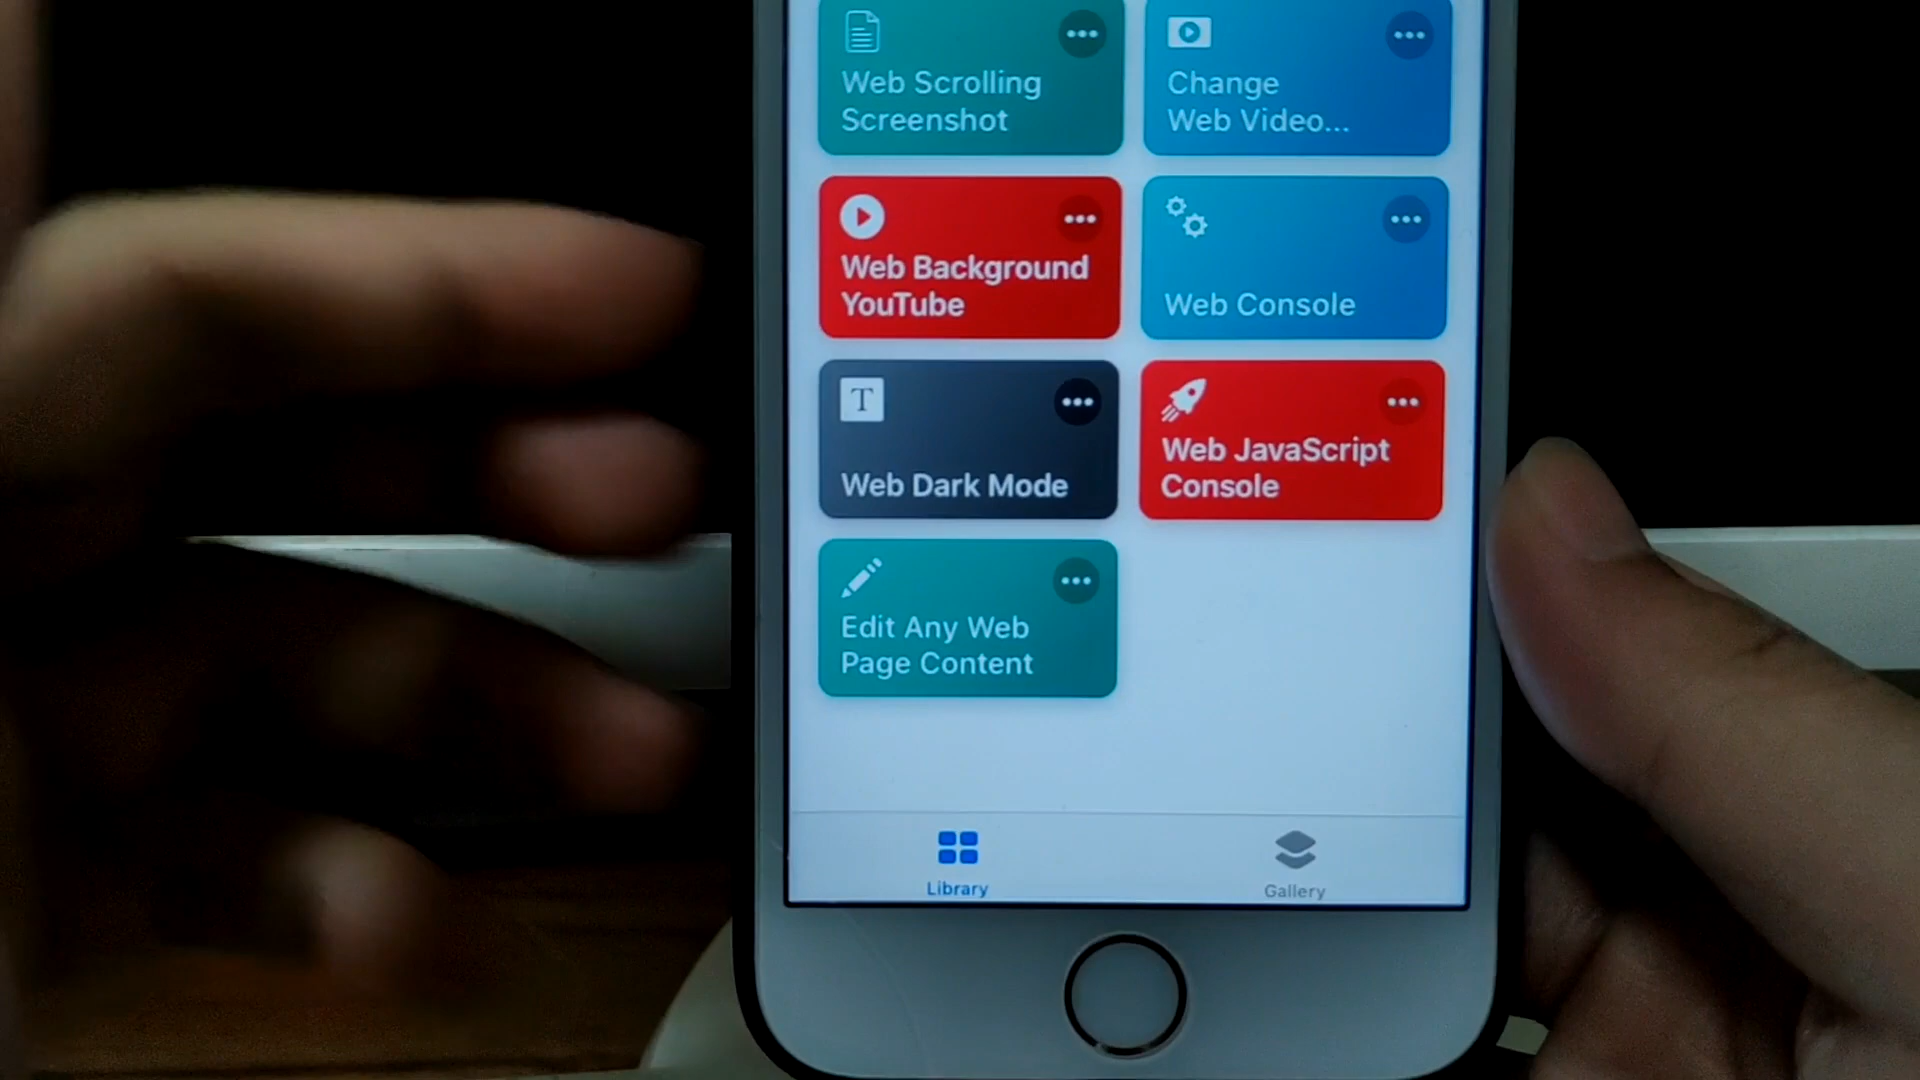 Web Scrolling
Screenshot
Change
Web Video...
Web Background
YouTube
Web Console
T
Web Dark Mode
Web JavaScript
Console
Edit Any Web
Page Content
Library
Gallery